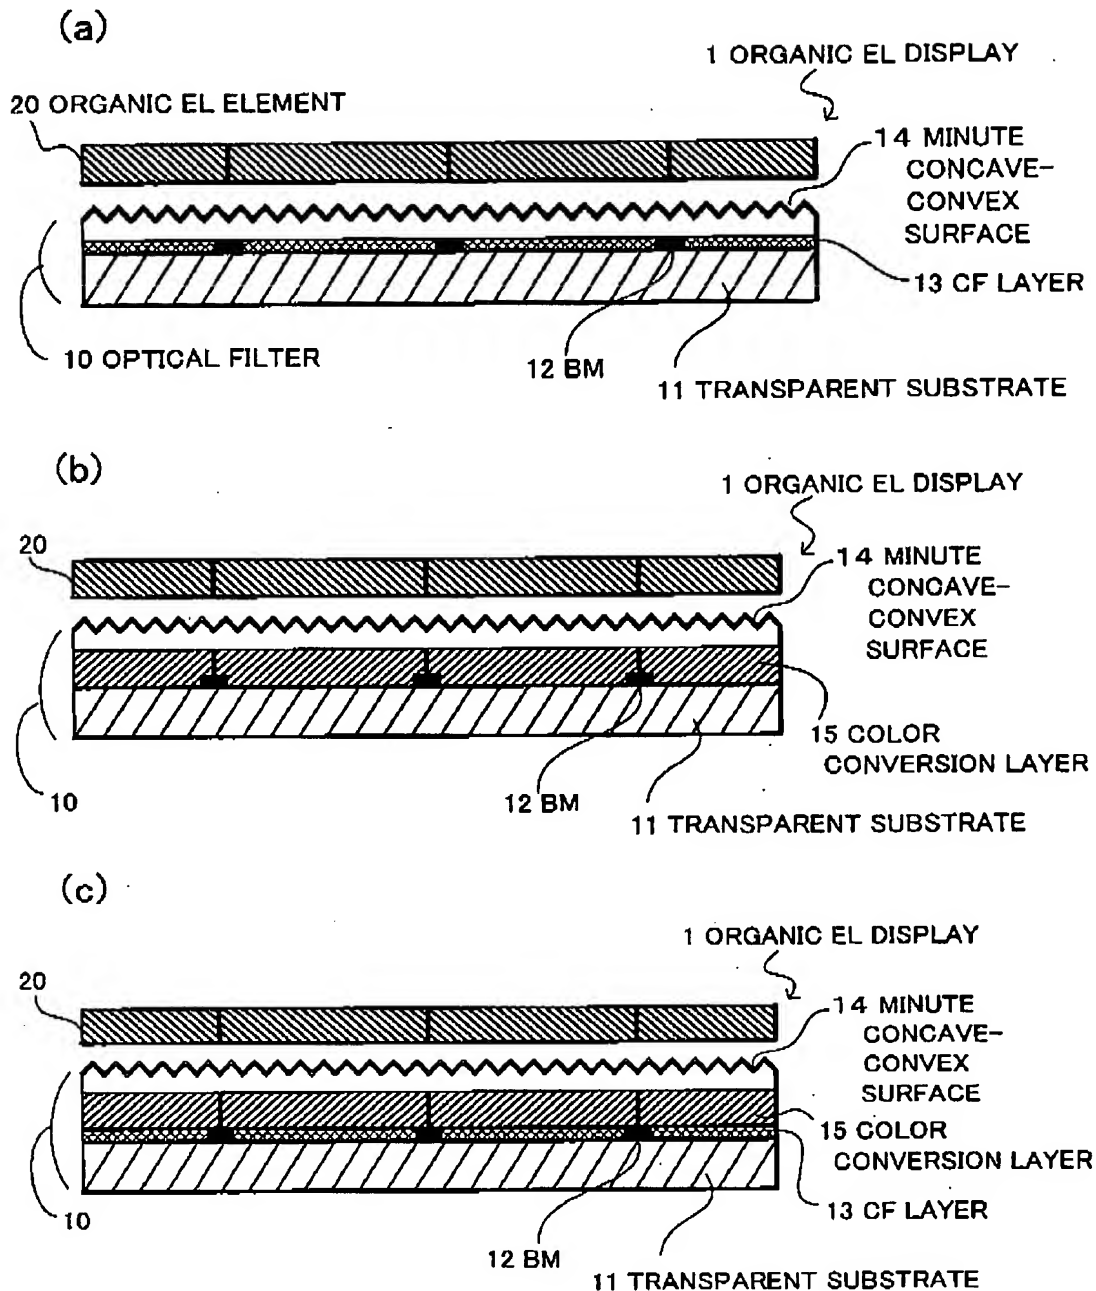 (a)
1 ORGANIC EL DISPLAY
20 ORGANIC EL ELEMENT
14 MINUTE
CONCAVE-
CONVEX
SURFACE
13 CF LAYER
10 OPTICAL FILTER
12 BM
11 TRANSPARENT SUBSTRATE
(b)
1 ORGANIC EL DISPLAY
20
14 MINUTE
CONCAVE-
CONVEX
SURFACE
15 COLOR
CONVERSION LAYER
10
12 BM
11 TRANSPARENT SUBSTRATE
(c)
1 ORGANIC EL DISPLAY
20
14 MINUTE
CONCAVE-
CONVEX
SURFACE
15 COLOR
CONVERSION LAYER
13 CF LAYER
10
12 BM
11 TRANSPARENT SUBSTRATE